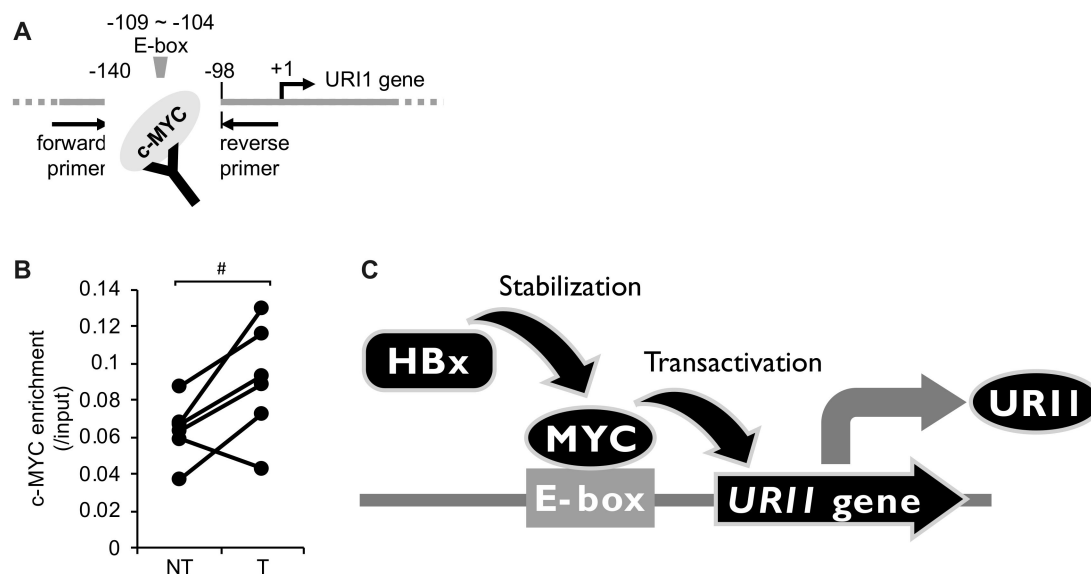 A
-109 ~ -104
E-box
-140
-98
+1
URI1 gene
c-MYC
forward
primer
reverse
primer
B
#
c-MYC enrichment
(/input)
0.14
0.12
0.1
0.08
0.06
0.04
0.02
0
NT
T
C
Stabilization
HBx
Transactivation
MYC
URI1
E-box
URI1 gene